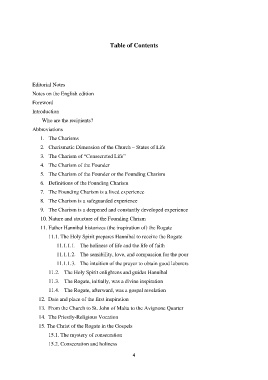 Table of Contents
Editorial Notes
Notes on the English edition
Foreword
Introduction
Who are the recipients?
Abbreviations
1. The Charisms
2. Charismatic Dimension of the Church – States of Life
3. The Charism of "Consecrated Life"
4. The Charism of the Founder
5. The Charism of the Founder or the Founding Charism
6. Definitions of the Founding Charism
7. The Founding Charism is a lived experience
8. The Charism is a safeguarded experience
9. The Charism is a deepened and constantly developed experience
10. Nature and structure of the Founding Chrism
11. Father Hannibal historicizes (the inspiration of) the Rogate
11.1. The Holy Spirit prepares Hannibal to receive the Rogate
11.1.1.1. The holiness of life and the life of faith
11.1.1.2. The sensibility, love, and compassion for the poor
11.1.1.3. The intuition of the prayer to obtain good laborers
11.2. The Holy Spirit enlightens and guides Hannibal
11.3. The Rogate, initially, was a divine inspiration
11.4. The Rogate, afterward, was a gospel revelation
12. Date and place of the first inspiration
13. From the Church to St. John of Malta to the Avignone Quarter
14. The Priestly-Religious Vocation
15. The Christ of the Rogate in the Gospels
15.1. The mystery of consecration
15.2. Consecration and holiness
4